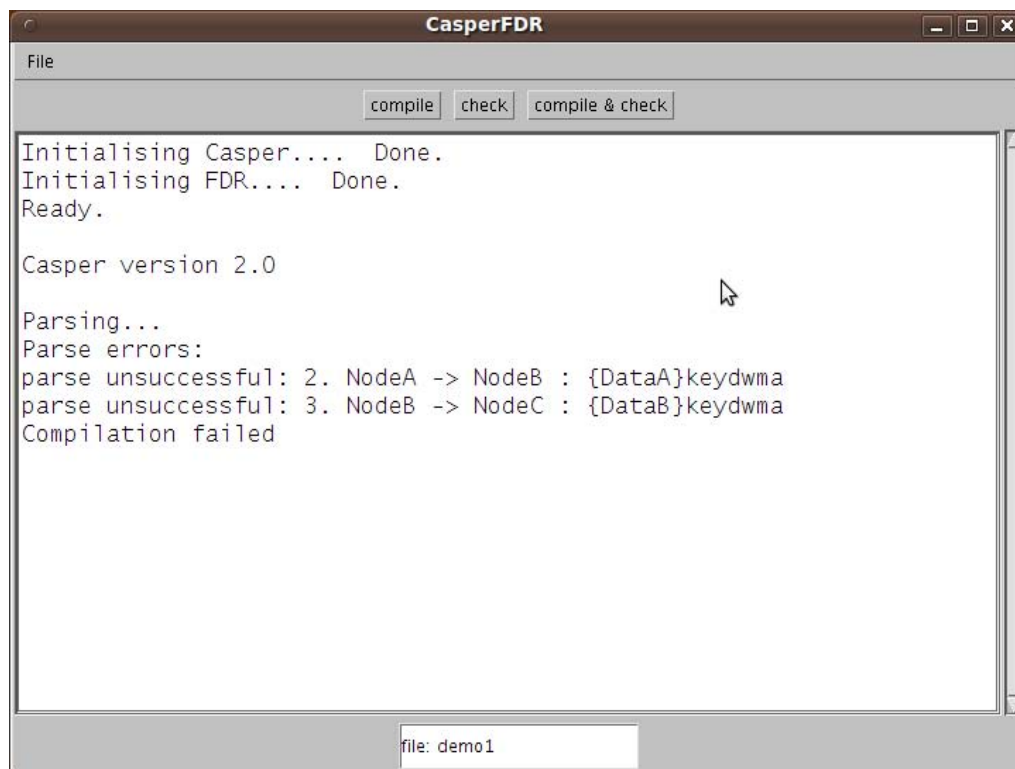 CasperFDR
File
compile check compile & check
Initialising Casper.... Done.
Initialising FDR.... Done.
Ready.
Casper version 2.0
Parsing...
Parse errors:
parse unsuccessful: 2. NodeA -> NodeB : {DataA}keydwma
parse unsuccessful: 3. NodeB -> NodeC : {DataB}keydwma
Compilation failed
file: demo1